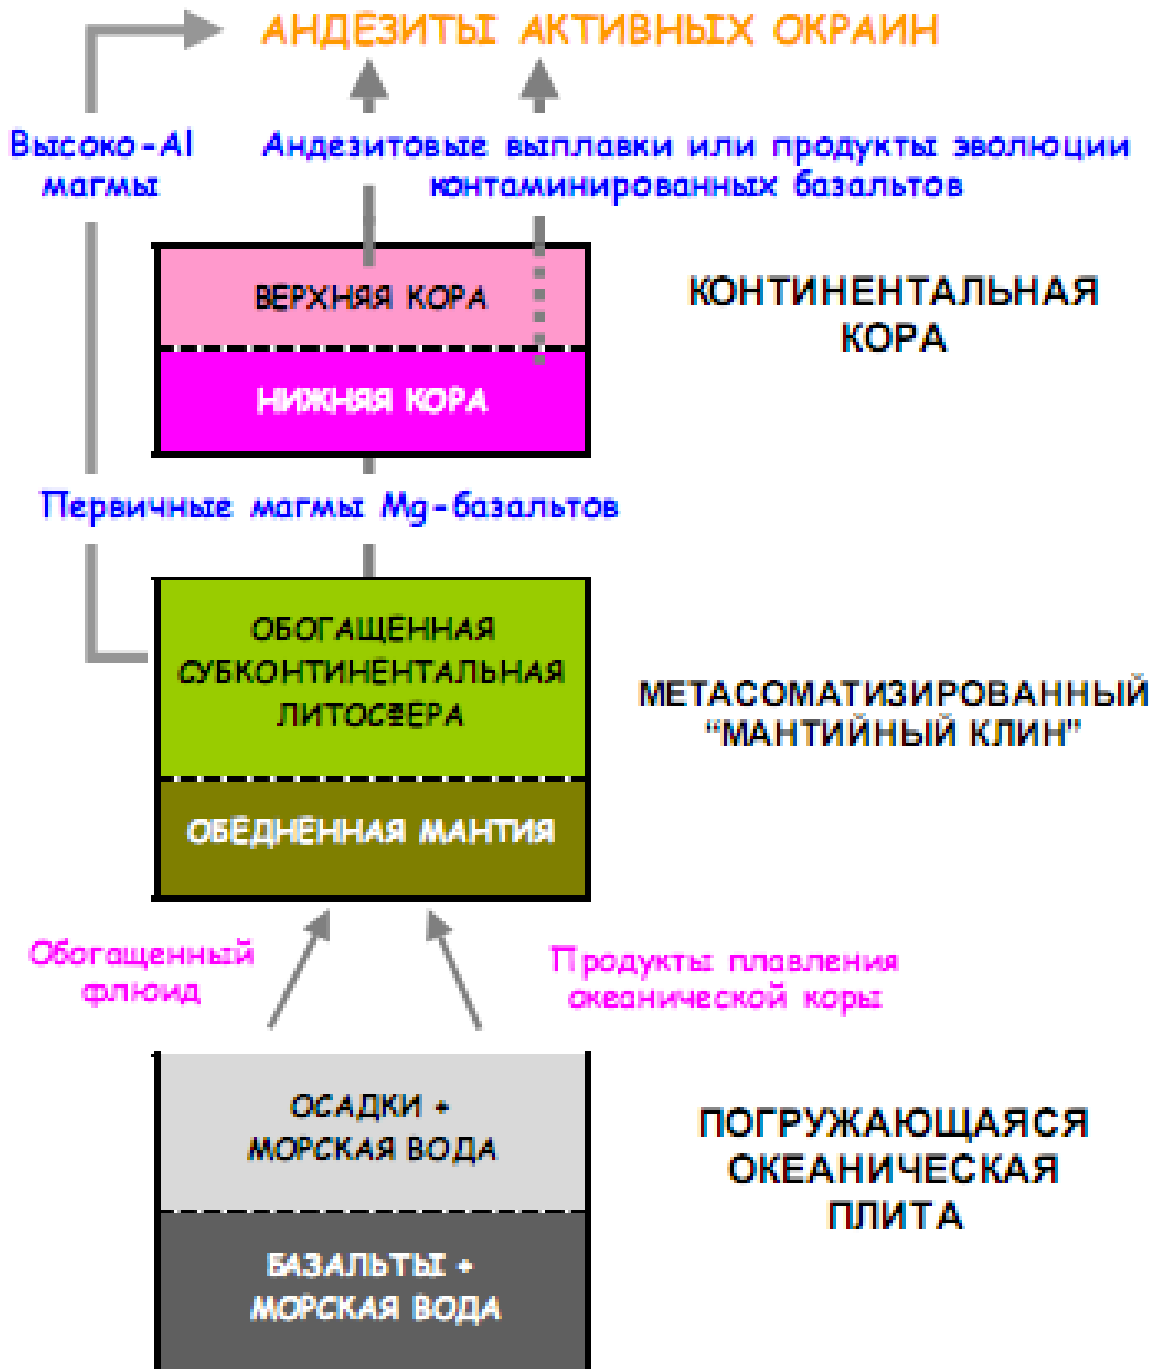 АНДЕЗИТЫ АКТИВНЫХ ОКРАИН
Высоко-Al
магмы
Андезитовые выплавки или продукты эволюции
контаминированных базальтов
ВЕРХНЯЯ КОРА
НИЖНЯЯ КОРА
КОНТИНЕНТАЛЬНАЯ
КОРА
Первичные магмы Mg-базальтов
ОБОГАЩЕННАЯ
СУБКОНТИНЕНТАЛЬНАЯ
ЛИТОСФЕРА
ОБЕДНЕННАЯ МАНТИЯ
МЕТАСОМАТИЗИРОВАННЫЙ
“МАНТИЙНЫЙ КЛИН”
Обогащенный
флюид
Продукты плавления
океанической коры
ОСАДКИ +
МОРСКАЯ ВОДА
БАЗАЛЬТЫ +
МОРСКАЯ ВОДА
ПОГРУЖАЮЩАЯСЯ
ОКЕАНИЧЕСКАЯ
ПЛИТА